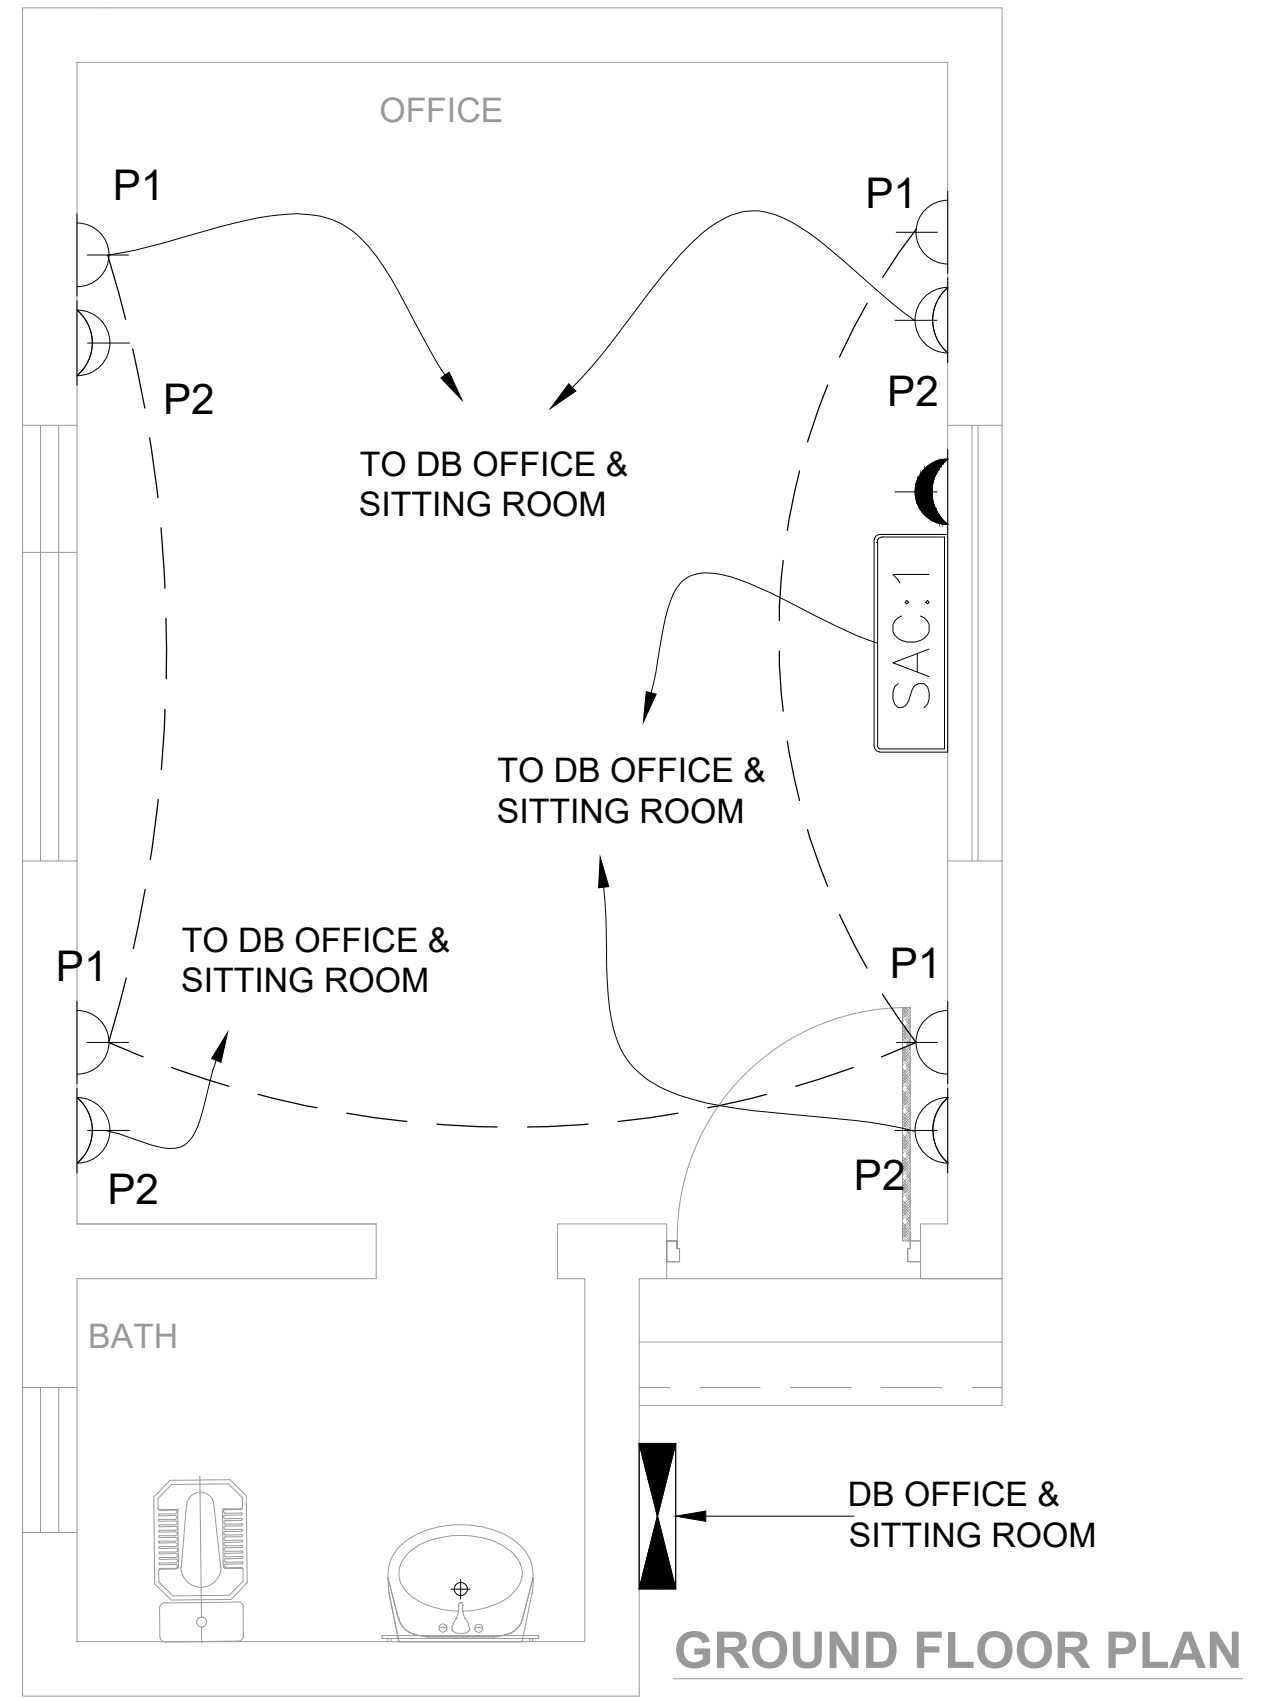 OFFICE
P1
P1
P2
P2
TO DB OFFICE &
SITTING ROOM
SAC:1
TO DB OFFICE &
SITTING ROOM
TO DB OFFICE &
SITTING ROOM
P1
P1
P2
P2
BATH
DB OFFICE &
SITTING ROOM
GROUND FLOOR PLAN